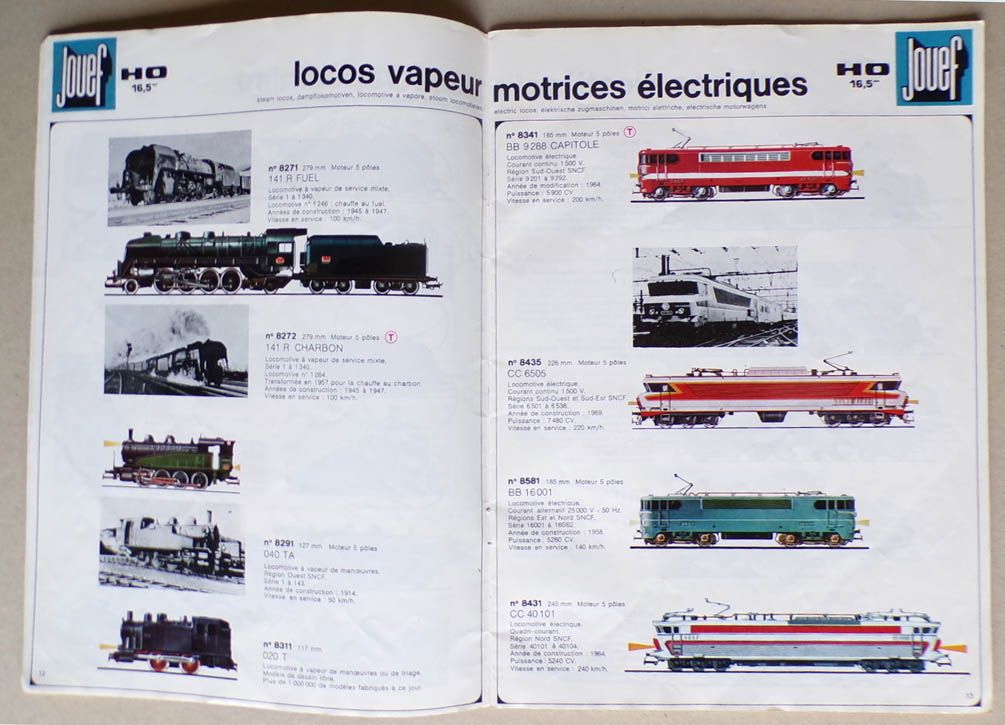 Jouef
HO
16,5 mm
locos vapeur
steam locos, dampflokomotiven, locomotive à vapore, stoom locomotieven
nº 8271 279 mm Moteur 5 pôles
141 R FUEL
Locomotive à vapeur de service mixte.
Série 1 à 1340.
Locomotive nº 1246 : chauffe au fuel.
Années de construction : 1945 à 1947.
Vitesse en service : 100 km/h.
nº 8272 279 mm Moteur 5 pôles T
141 R CHARBON
Locomotive à vapeur de service mixte.
Série 1 à 1340.
Locomotive nº 1264.
Transformée en 1957 pour la chauffe au charbon.
Années de construction : 1945 à 1947.
Vitesse en service : 100 km/h.
nº 8291 127 mm Moteur 5 pôles
040 TA
Locomotive à vapeur de manœuvres.
Région Ouest SNCF.
Série 1 à 143.
Année de construction : 1914.
Vitesse en service : 50 km/h.
nº 8311 117 mm
020 T
Locomotive à vapeur de manœuvres ou de triage.
Modèle de dessin libre.
Plus de 1 000 000 de modèles fabriqués à ce jour.
12
motrices électriques
electric locos, elektrische zugmaschinen, motrici elettriche, electrische motorwagens
HO
16,5 mm
Jouef
nº 8341 185 mm Moteur 5 pôles T
BB 9288 CAPITOLE
Locomotive électrique.
Courant continu 1500 V.
Région Sud-Ouest SNCF.
Série 9201 à 9292.
Année de modification : 1964.
Puissance : 5900 CV.
Vitesse en service : 200 km/h.
nº 8435 226 mm Moteur 5 pôles
CC 6505
Locomotive électrique.
Courant continu 1500 V.
Régions Sud-Ouest et Sud-Est SNCF.
Série 6501 à 6538.
Année de construction : 1969.
Puissance : 7480 CV.
Vitesse en service : 220 km/h.
nº 8581 185 mm Moteur 5 pôles
BB 16001
Locomotive électrique.
Courant alternatif 25000 V - 50 Hz.
Régions Est et Nord SNCF.
Série 16001 à 16062.
Année de construction : 1958.
Puissance : 5260 CV.
Vitesse en service : 140 km/h.
nº 8431 245 mm Moteur 5 pôles
CC 40101
Locomotive électrique.
Quadri-courant.
Région Nord SNCF.
Série 40101 à 40104.
Année de construction : 1964.
Puissance : 5240 CV.
Vitesse en service : 240 km/h.
13